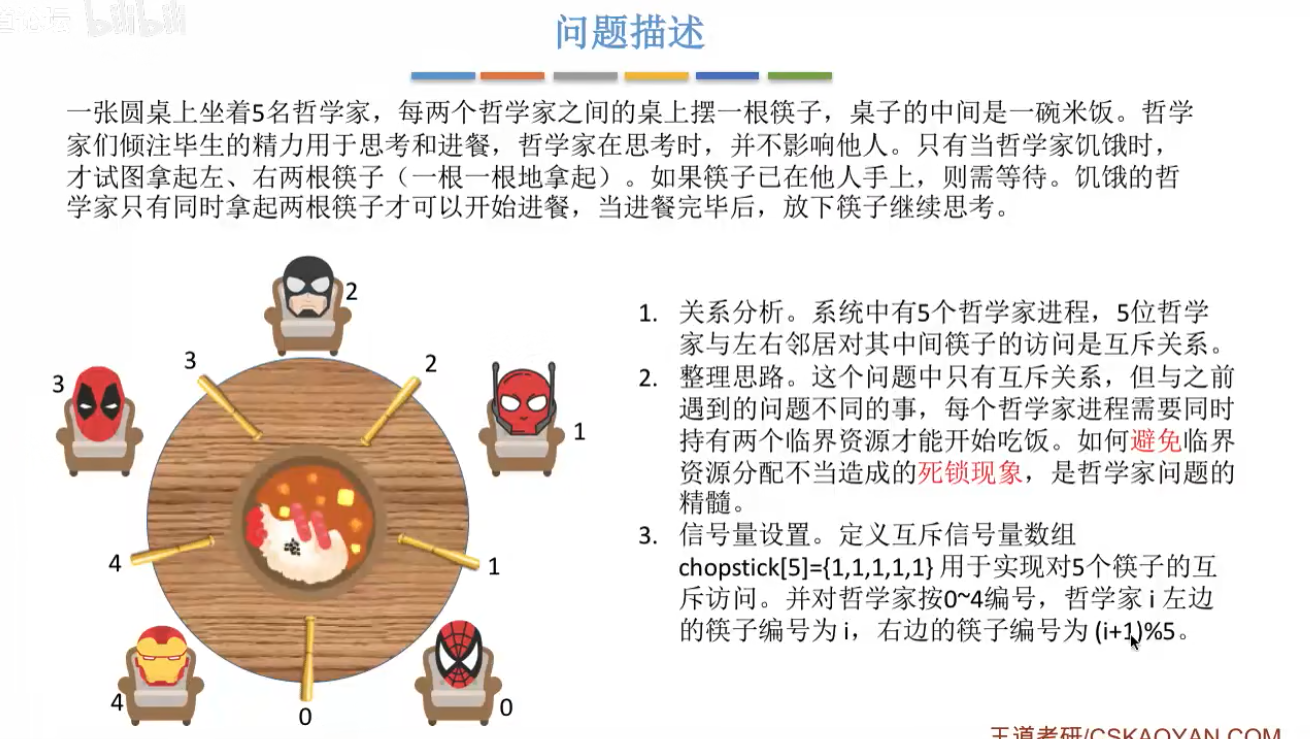 bilibili
问题描述
一张圆桌上坐着5名哲学家，每两个哲学家之间的桌上摆一根筷子，桌子的中间是一碗米饭。哲学
家们倾注毕生的精力用于思考和进餐，哲学家在思考时，并不影响他人。只有当哲学家饥饿时，
才试图拿起左、右两根筷子（一根一根地拿起）。如果筷子已在他人手上，则需等待。饥饿的哲
学家只有同时拿起两根筷子才可以开始进餐，当进餐完毕后，放下筷子继续思考。
2
3
2
3
1
4
1
4
0
0
1. 关系分析。系统中有5个哲学家进程，5位哲学
家与左右邻居对其中间筷子的访问是互斥关系。
2. 整理思路。这个问题中只有互斥关系，但与之前
遇到的问题不同的事，每个哲学家进程需要同时
持有两个临界资源才能开始吃饭。如何避免临界
资源分配不当造成的死锁现象，是哲学家问题的
精髓。
3. 信号量设置。定义互斥信号量数组
chopstick[5]={1,1,1,1,1} 用于实现对5个筷子的互
斥访问。并对哲学家按0~4编号，哲学家 i 左边
的筷子编号为 i，右边的筷子编号为 (i+1)%5。
王道考研/CSKAOYAN.COM